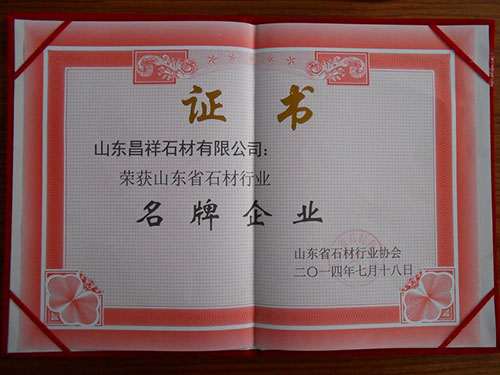 证书
山东昌祥石材有限公司：
荣获山东省石材行业
名牌企业
山东省石材行业协会
二〇一四年七月十八日